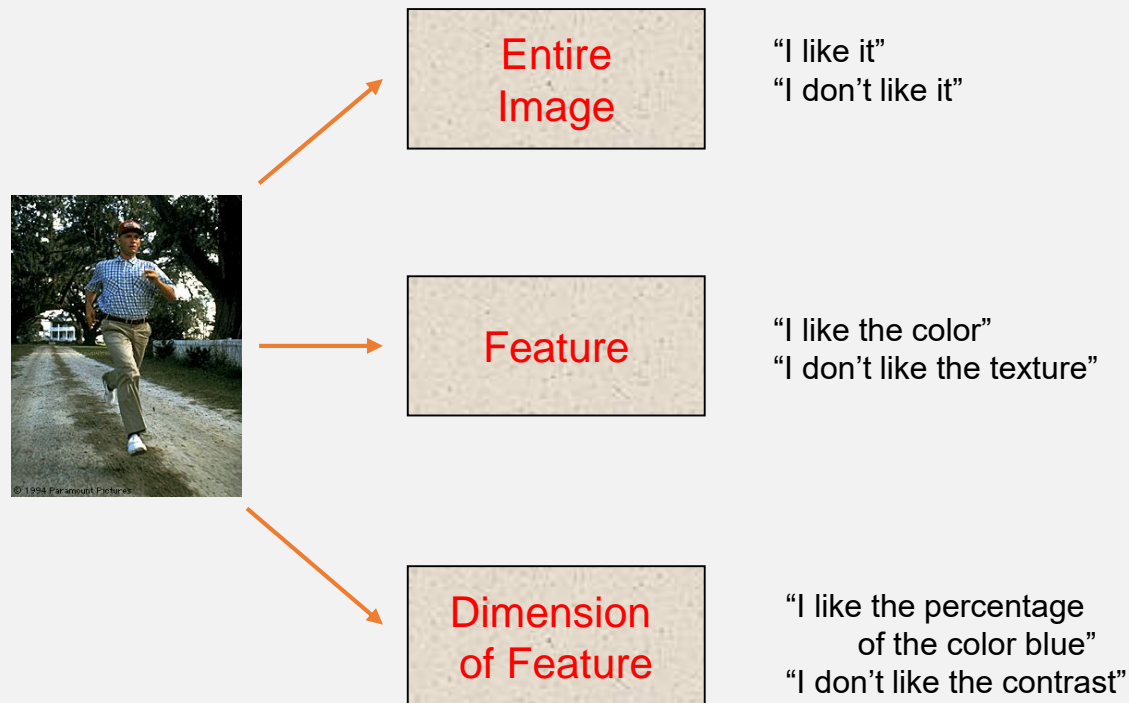 Entire
Image
“I like it”
“I don’t like it”
Feature
“I like the color”
“I don’t like the texture”
© 1994 Paramount Pictures
Dimension
of Feature
“I like the percentage
of the color blue”
“I don’t like the contrast”